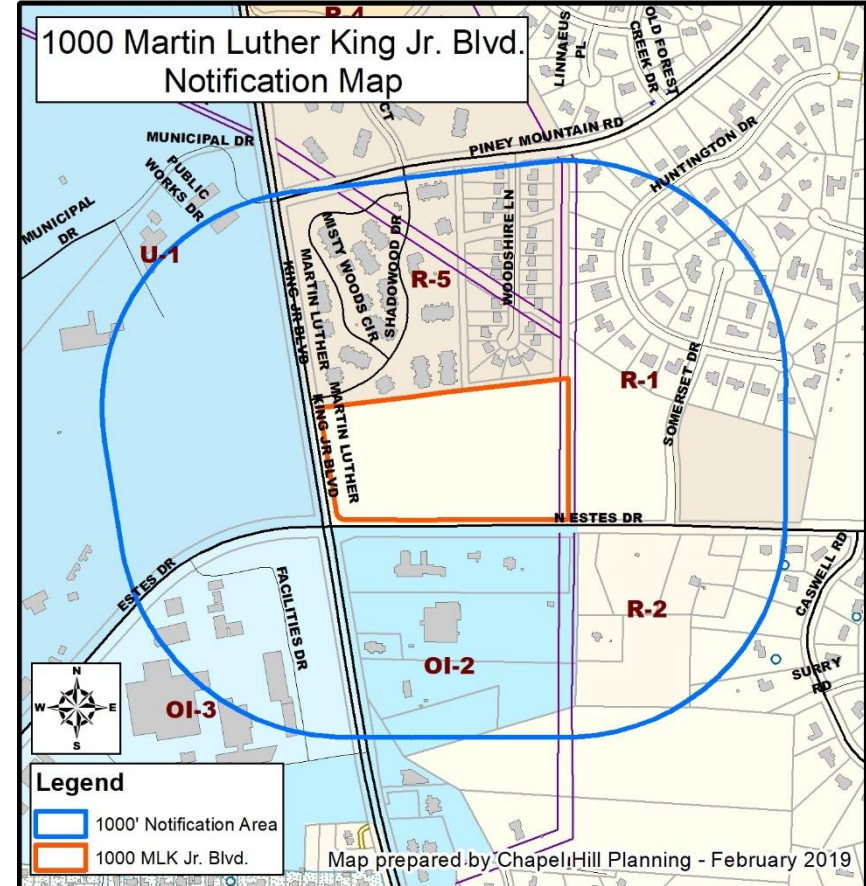 1000 Martin Luther King Jr. Blvd.
Notification Map
R-4
LINNAEUS
PL
OLD FOREST
CREEK DR
CT
PINEY MOUNTAIN RD
HUNTINGTON DR
MUNICIPAL DR
PUBLIC
WORKS DR
MUNICIPAL
DR
U-1
MISTY WOODS CIR
SHADOWOOD DR
R-5
WOODSHIRE LN
MARTIN LUTHER
KING JR BLVD
R-1
SOMERSET DR
MARTIN LUTHER
KING JR BLVD
N ESTES DR
ESTES DR
FACILITIES DR
OI-2
R-2
CASWELL RD
SURRY
RD
OI-3
N
W
E
S
Legend
1000' Notification Area
1000 MLK Jr. Blvd.
Map prepared by Chapel Hill Planning - February 2019